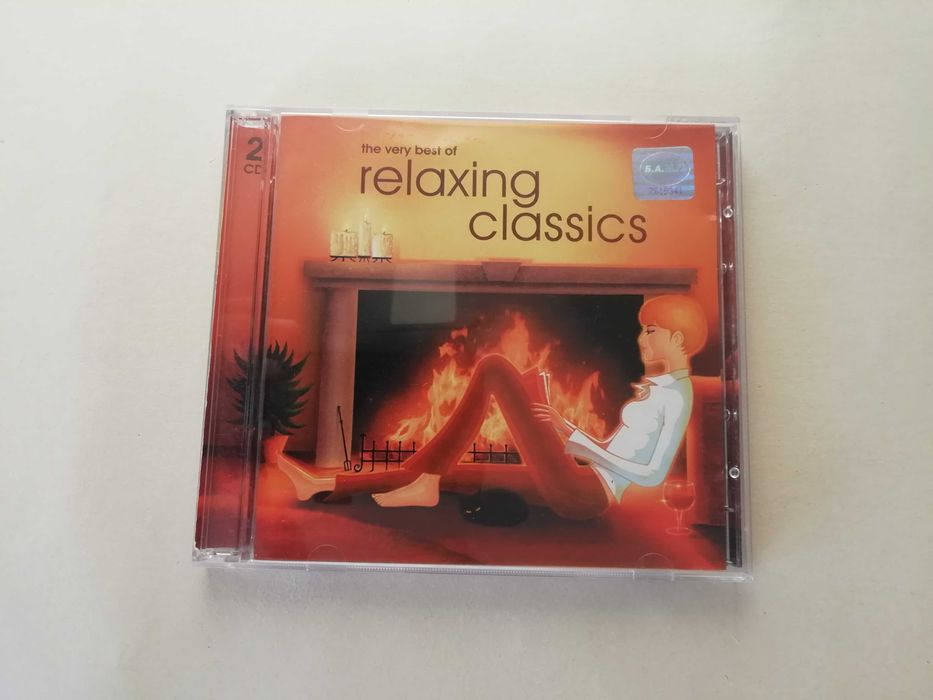 2
CD
the very best of
relaxing
classics